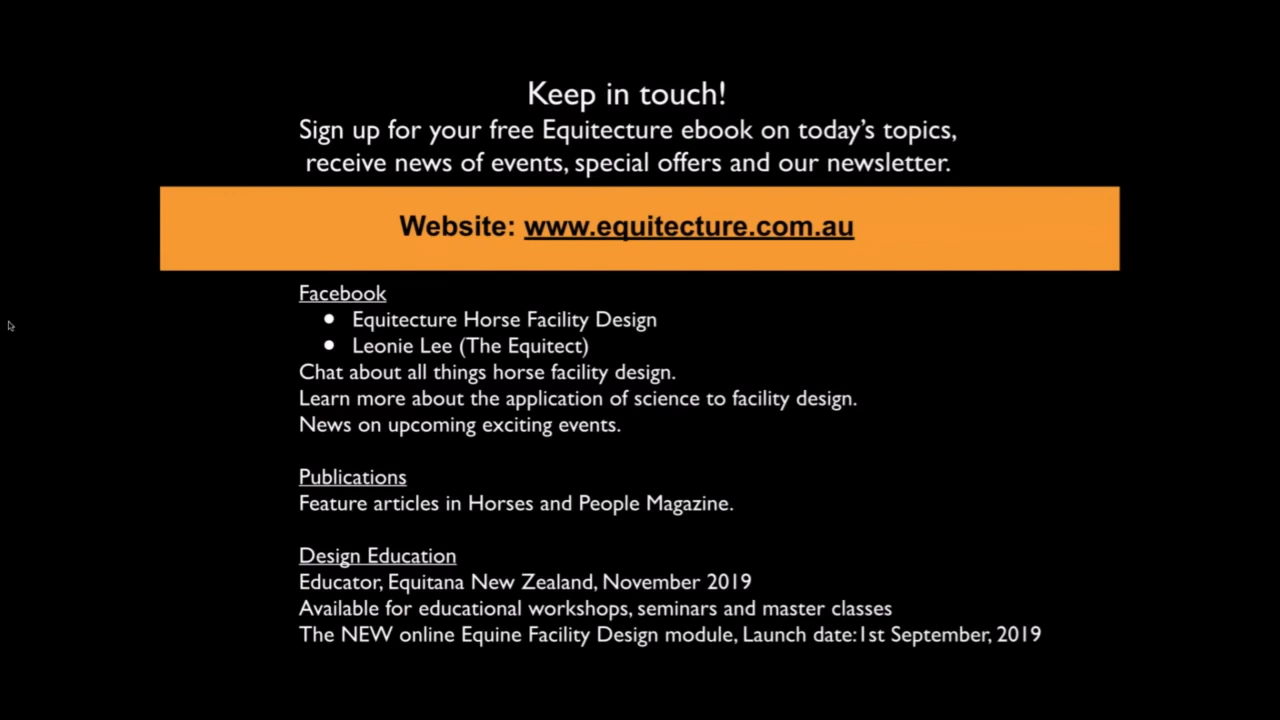 Keep in touch!
Sign up for your free Equitecture ebook on today's topics,
receive news of events, special offers and our newsletter.
Website: www.equitecture.com.au
Facebook
• Equitecture Horse Facility Design
• Leonie Lee (The Equitect)
Chat about all things horse facility design.
Learn more about the application of science to facility design.
News on upcoming exciting events.
Publications
Feature articles in Horses and People Magazine.
Design Education
Educator, Equitana New Zealand, November 2019
Available for educational workshops, seminars and master classes
The NEW online Equine Facility Design module, Launch date:1st September, 2019